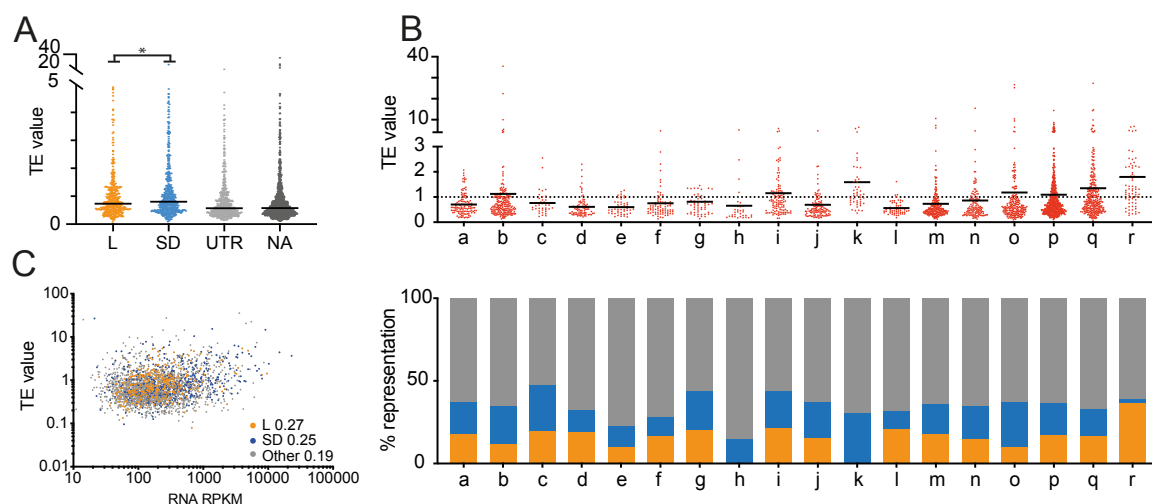 A
40
20
5
0
TE value
*
L SD UTR NA
B
40
10
3
2
1
0
TE value
a b c d e f g h i j k l m n o p q r
C
100
10
1
0.1
0.01
TE value
L 0.27
SD 0.25
Other 0.19
10 100 1000 10000 100000
RNA RPKM
100
50
0
% representation
a b c d e f g h i j k l m n o p q r